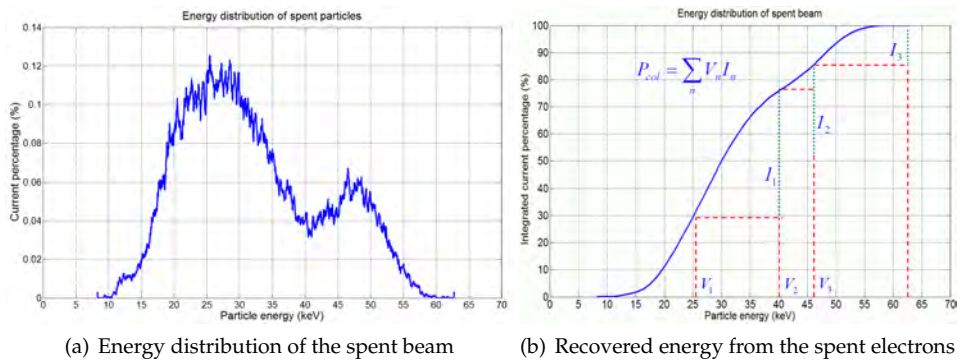 Energy distribution of spent particles
0.14
0.12
0.1
0.08
0.06
0.04
0.02
0
Current percentage (%)
0 5 10 15 20 25 30 35 40 45 50 55 60 65 70
Particle energy (keV)
(a) Energy distribution of the spent beam
Energy distribution of spent beam
100
90
80
70
60
50
40
30
20
10
0
Integrated current percentage (%)
P_col = ∑_n V_n I_n
I_3
I_2
I_1
V_1 V_2 V_3
0 5 10 15 20 25 30 35 40 45 50 55 60 65 70
Particle energy (keV)
(b) Recovered energy from the spent electrons